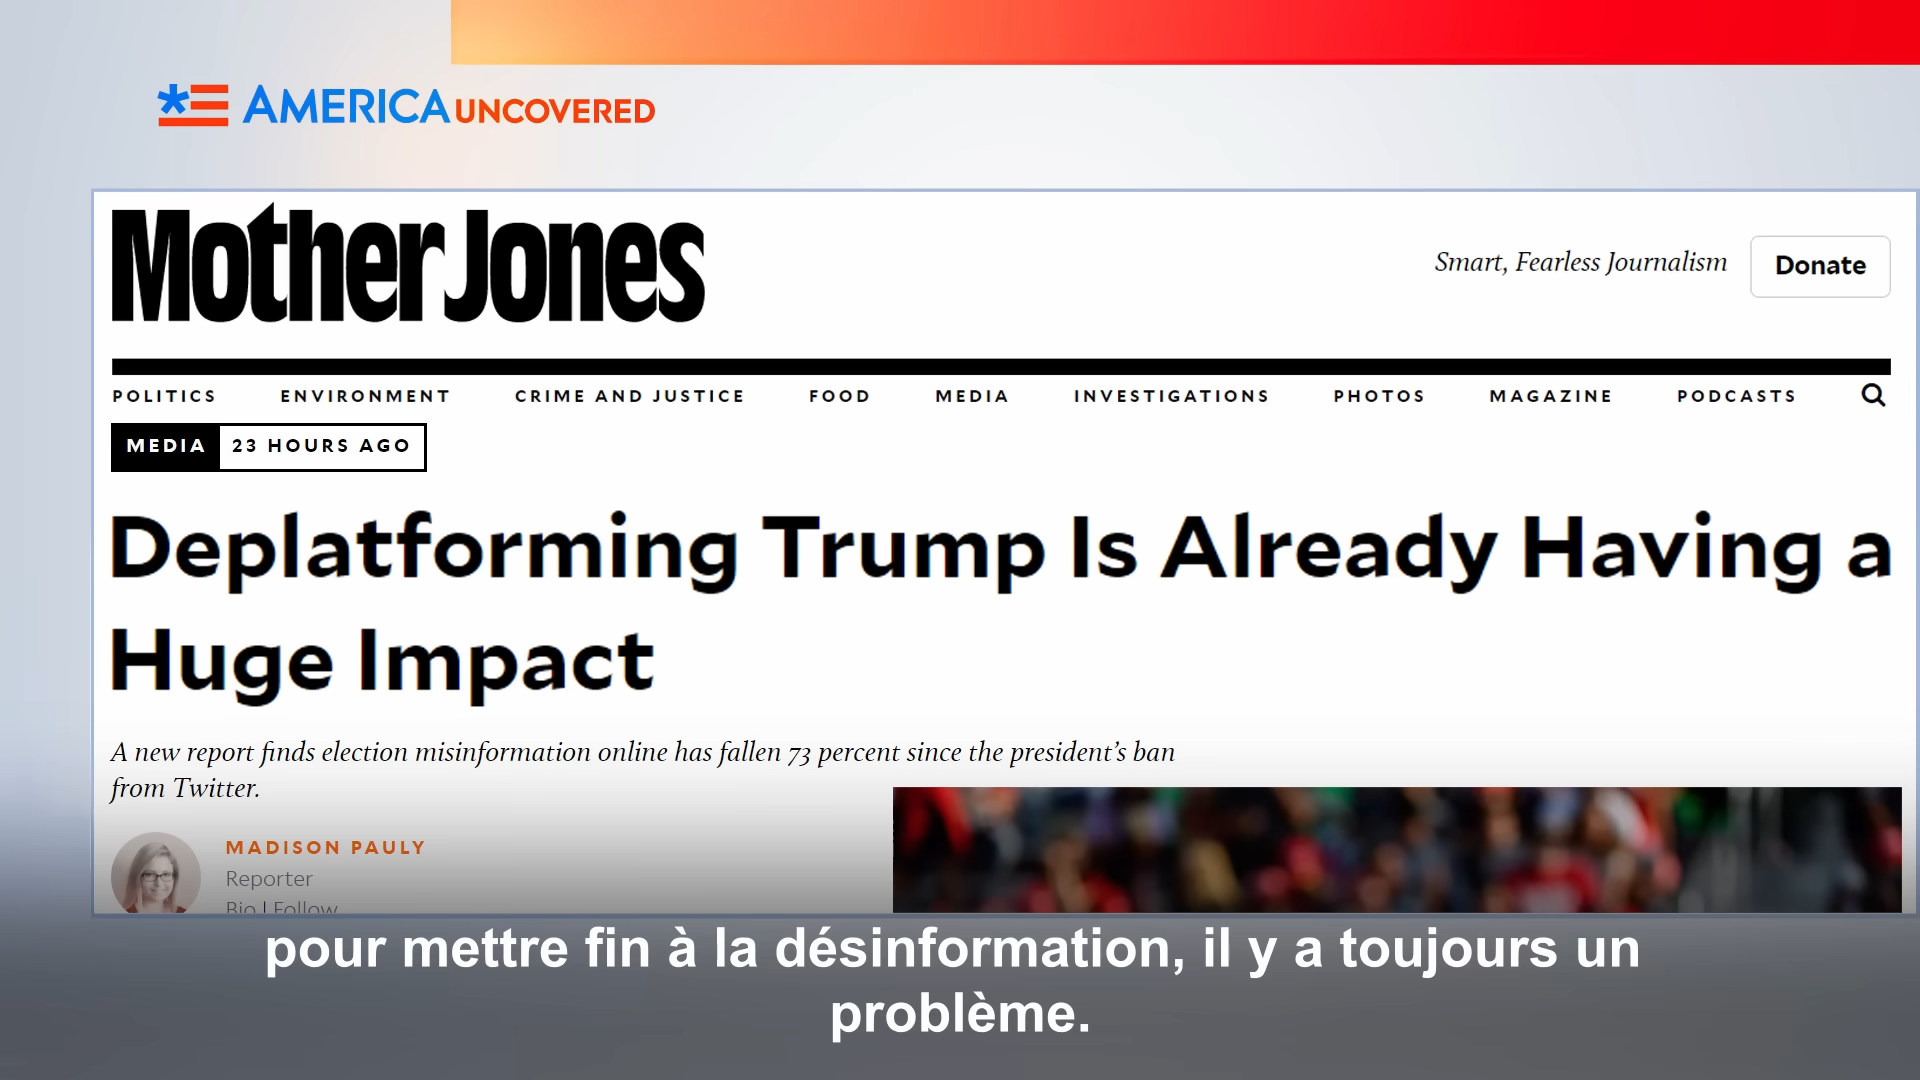 AMERICA UNCOVERED
Mother Jones
Smart, Fearless Journalism
Donate
POLITICS ENVIRONMENT CRIME AND JUSTICE FOOD MEDIA INVESTIGATIONS PHOTOS MAGAZINE PODCASTS
MEDIA 23 HOURS AGO
Deplatforming Trump Is Already Having a
Huge Impact
A new report finds election misinformation online has fallen 73 percent since the president’s ban
from Twitter.
MADISON PAULY
Reporter
Bio | Follow
pour mettre fin à la désinformation, il y a toujours un
problème.